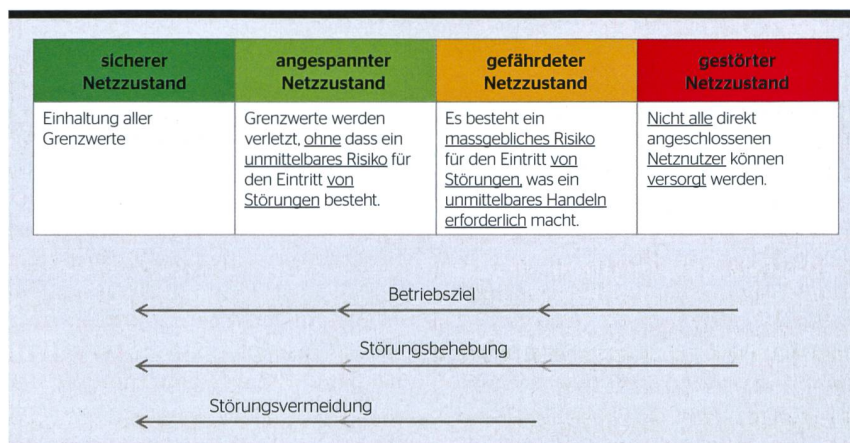 sicherer
Netzzustand
angespannter
Netzzustand
gefährdeter
Netzzustand
gestörter
Netzzustand
Einhaltung aller
Grenzwerte
Grenzwerte werden
verletzt, ohne dass ein
unmittelbares Risiko für
den Eintritt von
Störungen besteht.
Es besteht ein
massgebliches Risiko
für den Eintritt von
Störungen, was ein
unmittelbares Handeln
erforderlich macht.
Nicht alle direkt
angeschlossenen
Netznutzer können
versorgt werden.
Betriebsziel
Störungsbehebung
Störungsvermeidung